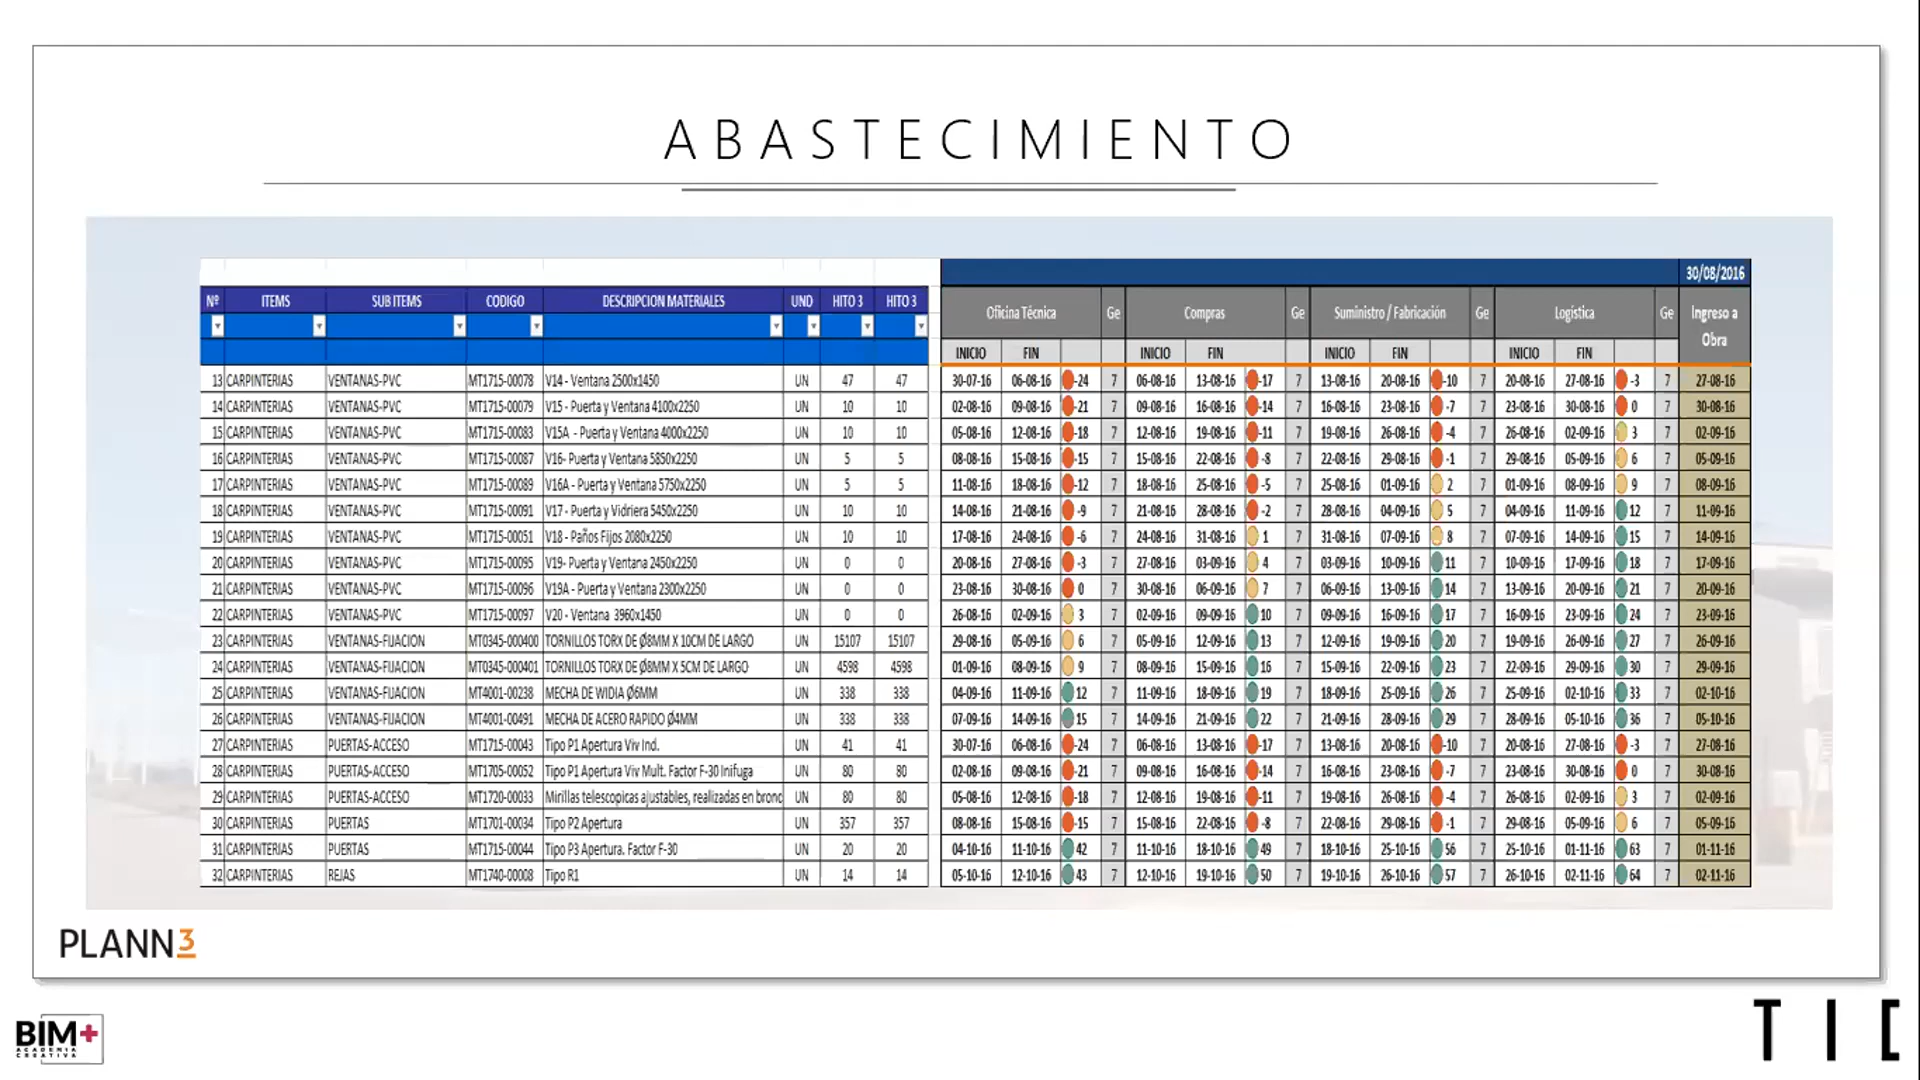 ABASTECIMIENTO
30/08/2016
Nº ITEMS SUB ITEMS CODIGO DESCRIPCION MATERIALES UND HITO 3 HITO 3 Oficina Técnica Ge Compras Ge Suministro / Fabricación Ge Logística Ge Ingreso a Obra
INICIO FIN INICIO FIN INICIO FIN INICIO FIN
13 CARPINTERIAS VENTANAS-PVC MT1715-00078 V14 - Ventana 2500x1450 UN 47 47 30-07-16 06-08-16 -24 7 06-08-16 13-08-16 -17 7 13-08-16 20-08-16 -10 7 20-08-16 27-08-16 -3 7 27-08-16
14 CARPINTERIAS VENTANAS-PVC MT1715-00079 V15 - Puerta y Ventana 4100x2250 UN 10 10 02-08-16 09-08-16 -21 7 09-08-16 16-08-16 -14 7 16-08-16 23-08-16 -7 7 23-08-16 30-08-16 0 7 30-08-16
15 CARPINTERIAS VENTANAS-PVC MT1715-00083 V15A - Puerta y Ventana 4000x2250 UN 10 10 05-08-16 12-08-16 -18 7 12-08-16 19-08-16 -11 7 19-08-16 26-08-16 -4 7 26-08-16 02-09-16 3 7 02-09-16
16 CARPINTERIAS VENTANAS-PVC MT1715-00087 V16- Puerta y Ventana 5850x2250 UN 5 5 08-08-16 15-08-16 -15 7 15-08-16 22-08-16 -8 7 22-08-16 29-08-16 -1 7 29-08-16 05-09-16 6 7 05-09-16
17 CARPINTERIAS VENTANAS-PVC MT1715-00089 V16A - Puerta y Ventana 5750x2250 UN 5 5 11-08-16 18-08-16 -12 7 18-08-16 25-08-16 -5 7 25-08-16 01-09-16 2 7 01-09-16 08-09-16 9 7 08-09-16
18 CARPINTERIAS VENTANAS-PVC MT1715-00091 V17 - Puerta y Vidriera 5450x2250 UN 10 10 14-08-16 21-08-16 -9 7 21-08-16 28-08-16 -2 7 28-08-16 04-09-16 5 7 04-09-16 11-09-16 12 7 11-09-16
19 CARPINTERIAS VENTANAS-PVC MT1715-00051 V18 - Paños Fijos 2080x2250 UN 10 10 17-08-16 24-08-16 -6 7 24-08-16 31-08-16 1 7 31-08-16 07-09-16 8 7 07-09-16 14-09-16 15 7 14-09-16
20 CARPINTERIAS VENTANAS-PVC MT1715-00095 V19- Puerta y Ventana 2450x2250 UN 0 0 20-08-16 27-08-16 -3 7 27-08-16 03-09-16 4 7 03-09-16 10-09-16 11 7 10-09-16 17-09-16 18 7 17-09-16
21 CARPINTERIAS VENTANAS-PVC MT1715-00096 V19A - Puerta y Ventana 2300x2250 UN 0 0 23-08-16 30-08-16 0 7 30-08-16 06-09-16 7 7 06-09-16 13-09-16 14 7 13-09-16 20-09-16 21 7 20-09-16
22 CARPINTERIAS VENTANAS-PVC MT1715-00097 V20 - Ventana 3960x1450 UN 0 0 26-08-16 02-09-16 3 7 02-09-16 09-09-16 10 7 09-09-16 16-09-16 17 7 16-09-16 23-09-16 24 7 23-09-16
23 CARPINTERIAS VENTANAS-FIJACION MT0345-000400 TORNILLOS TORX DE Ø8MM X 10CM DE LARGO UN 15107 15107 29-08-16 05-09-16 6 7 05-09-16 12-09-16 13 7 12-09-16 19-09-16 20 7 19-09-16 26-09-16 27 7 26-09-16
24 CARPINTERIAS VENTANAS-FIJACION MT0345-000401 TORNILLOS TORX DE Ø8MM X 5CM DE LARGO UN 4598 4598 01-09-16 08-09-16 9 7 08-09-16 15-09-16 16 7 15-09-16 22-09-16 23 7 22-09-16 29-09-16 30 7 29-09-16
25 CARPINTERIAS VENTANAS-FIJACION MT4001-00238 MECHA DE WIDIA Ø6MM UN 338 338 04-09-16 11-09-16 12 7 11-09-16 18-09-16 19 7 18-09-16 25-09-16 26 7 25-09-16 02-10-16 33 7 02-10-16
26 CARPINTERIAS VENTANAS-FIJACION MT4001-00491 MECHA DE ACERO RAPIDO Ø4MM UN 338 338 07-09-16 14-09-16 15 7 14-09-16 21-09-16 22 7 21-09-16 28-09-16 29 7 28-09-16 05-10-16 36 7 05-10-16
27 CARPINTERIAS PUERTAS-ACCESO MT1715-00043 Tipo P1 Apertura Viv Ind. UN 41 41 30-07-16 06-08-16 -24 7 06-08-16 13-08-16 -17 7 13-08-16 20-08-16 -10 7 20-08-16 27-08-16 -3 7 27-08-16
28 CARPINTERIAS PUERTAS-ACCESO MT1705-00052 Tipo P1 Apertura Viv Mult. Factor F-30 Inifuga UN 80 80 02-08-16 09-08-16 -21 7 09-08-16 16-08-16 -14 7 16-08-16 23-08-16 -7 7 23-08-16 30-08-16 0 7 30-08-16
29 CARPINTERIAS PUERTAS-ACCESO MT1720-00033 Mirillas telescopicas ajustables, realizadas en bronc UN 80 80 05-08-16 12-08-16 -18 7 12-08-16 19-08-16 -11 7 19-08-16 26-08-16 -4 7 26-08-16 02-09-16 3 7 02-09-16
30 CARPINTERIAS PUERTAS MT1701-00034 Tipo P2 Apertura UN 357 357 08-08-16 15-08-16 -15 7 15-08-16 22-08-16 -8 7 22-08-16 29-08-16 -1 7 29-08-16 05-09-16 6 7 05-09-16
31 CARPINTERIAS PUERTAS MT1715-00044 Tipo P3 Apertura. Factor F-30 UN 20 20 04-10-16 11-10-16 42 7 11-10-16 18-10-16 49 7 18-10-16 25-10-16 56 7 25-10-16 01-11-16 63 7 01-11-16
32 CARPINTERIAS REJAS MT1740-00008 Tipo R1 UN 14 14 05-10-16 12-10-16 43 7 12-10-16 19-10-16 50 7 19-10-16 26-10-16 57 7 26-10-16 02-11-16 64 7 02-11-16
PLANN3
BIM+
ACADEMIA
CREATIVA
TIC